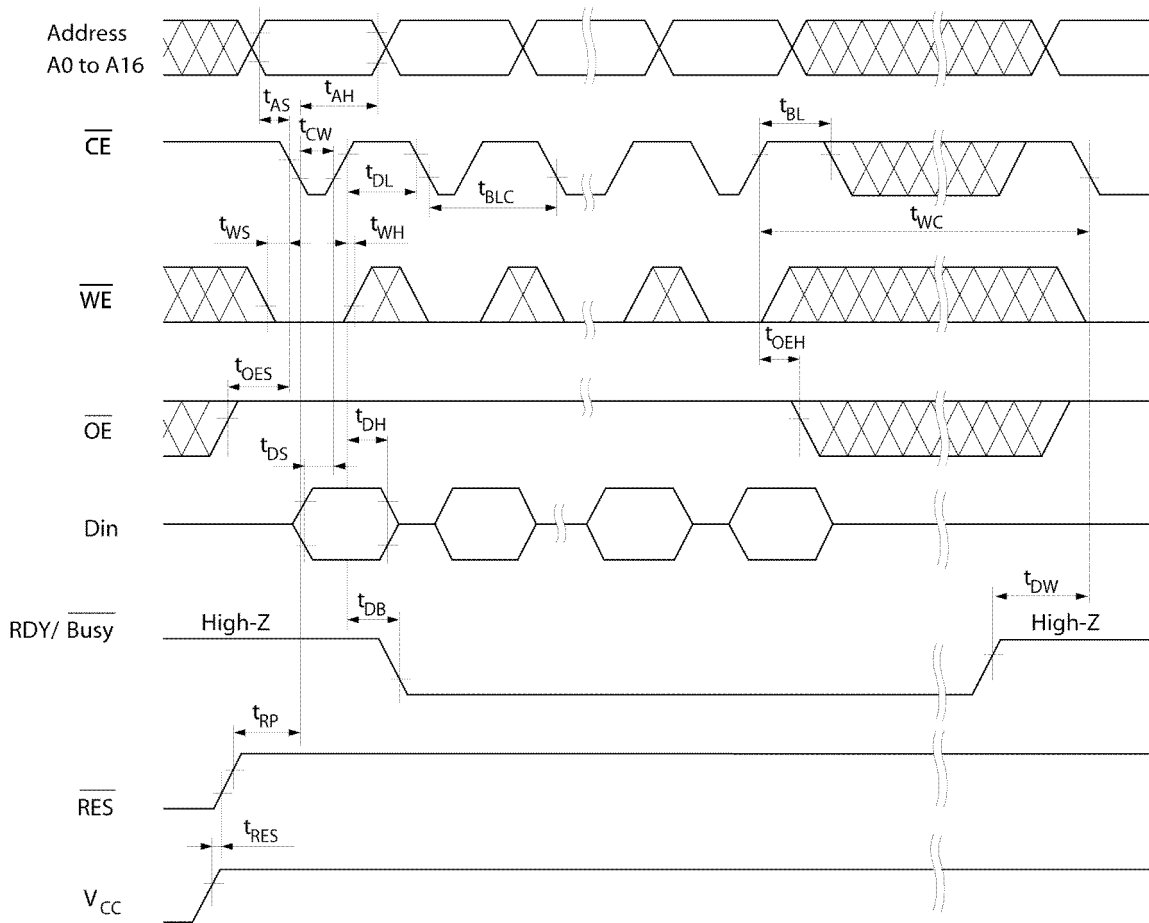 Address
A0 to A16
tAS
tAH
tCW
tBL
CE
tDL
tBLC
tWC
tWS
tWH
WE
tOEH
tOES
OE
tDH
tDS
Din
tDB
tDW
RDY/ Busy
High-Z
High-Z
tRP
RES
tRES
VCC